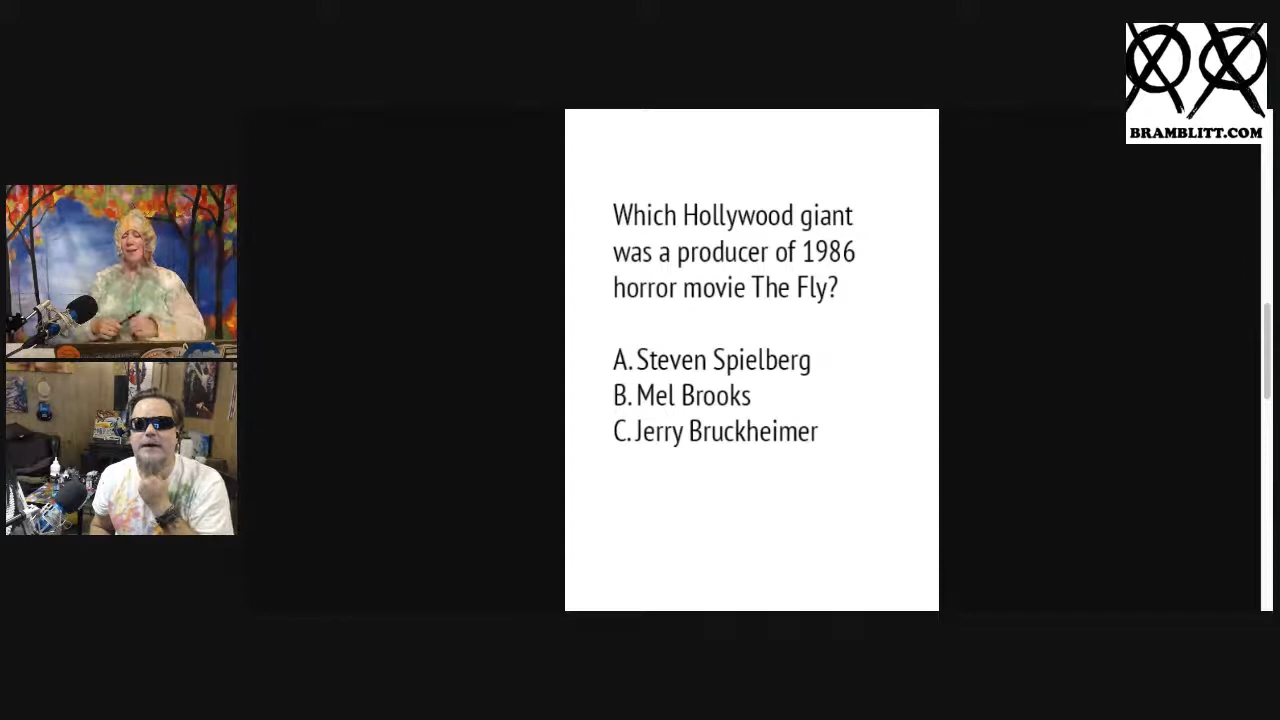 BRAMBLITT.COM
Which Hollywood giant
was a producer of 1986
horror movie The Fly?
A. Steven Spielberg
B. Mel Brooks
C. Jerry Bruckheimer